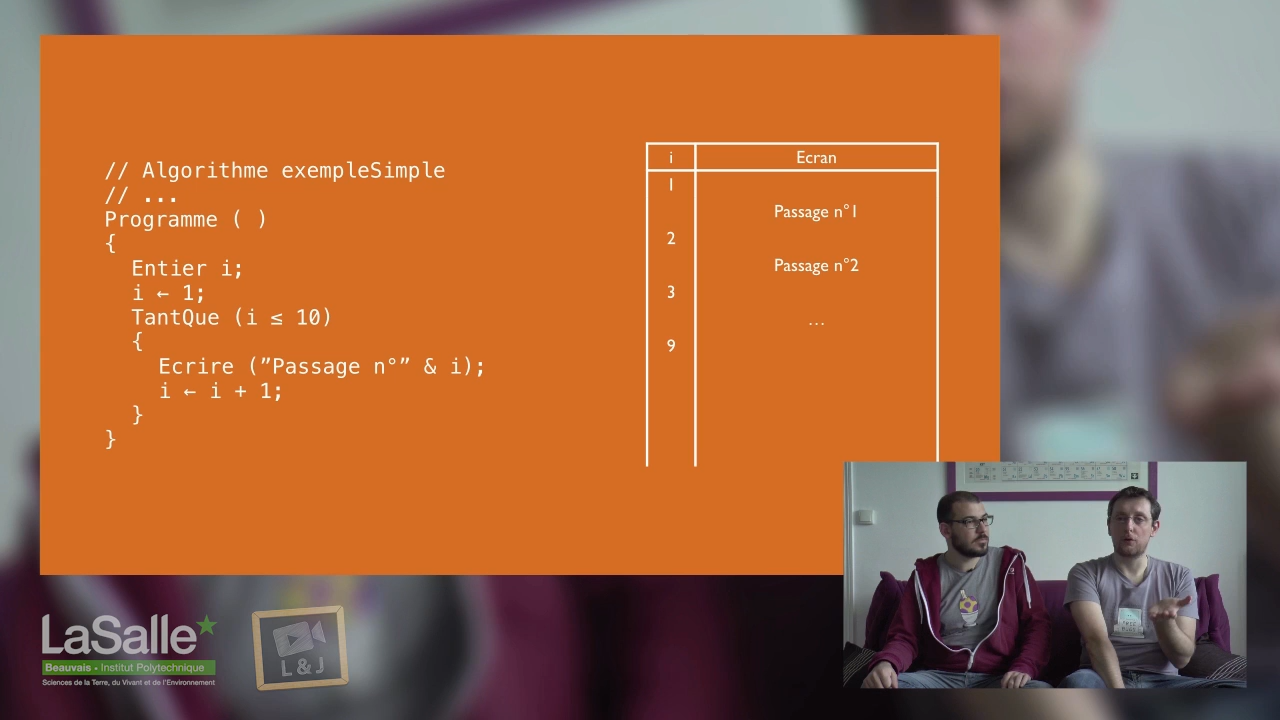 // Algorithme exempleSimple
// ...
Programme ( )
{
Entier i;
i ← 1;
TantQue (i ≤ 10)
{
Ecrire (”Passage n°” & i);
i ← i + 1;
}
}
i Ecran
1
Passage n°1
2
Passage n°2
3
...
9
LaSalle
Beauvais • Institut Polytechnique
Sciences de la Terre, du Vivant et de l'Environnement
L & J